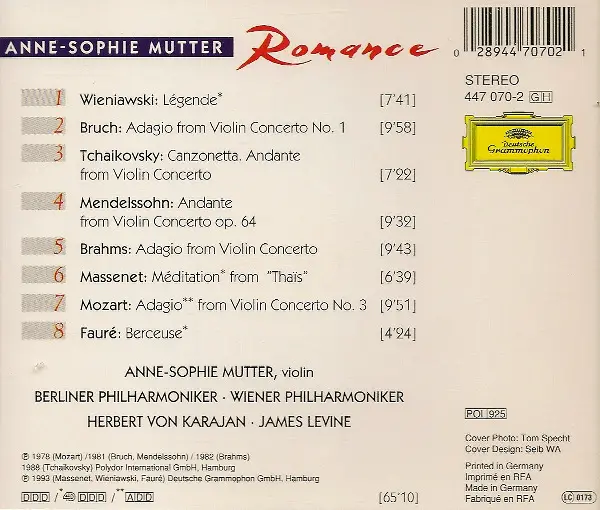 ANNE-SOPHIE MUTTER Romance
0 28944 70702 1
STEREO
447 070-2 GH
Deutsche
Grammophon
1 Wieniawski: Légende* [7'41]
2 Bruch: Adagio from Violin Concerto No. 1 [9'58]
3 Tchaikovsky: Canzonetta. Andante
from Violin Concerto [7'22]
4 Mendelssohn: Andante
from Violin Concerto op. 64 [9'32]
5 Brahms: Adagio from Violin Concerto [9'43]
6 Massenet: Méditation* from "Thaïs" [6'39]
7 Mozart: Adagio** from Violin Concerto No. 3 [9'51]
8 Fauré: Berceuse* [4'24]
ANNE-SOPHIE MUTTER, violin
BERLINER PHILHARMONIKER · WIENER PHILHARMONIKER
HERBERT VON KARAJAN · JAMES LEVINE
℗ 1978 (Mozart) /1981 (Bruch, Mendelssohn) / 1982 (Brahms)
1988 (Tchaikovsky) Polydor International GmbH, Hamburg
℗ 1993 (Massenet, Wieniawski, Fauré) Deutsche Grammophon GmbH, Hamburg
DDD / * 4D DDD / ** ADD [65'10]
POI 925
Cover Photo: Tom Specht
Cover Design: Selb WA
Printed in Germany
Imprimé en RFA
Made in Germany
Fabriqué en RFA
LC 0173